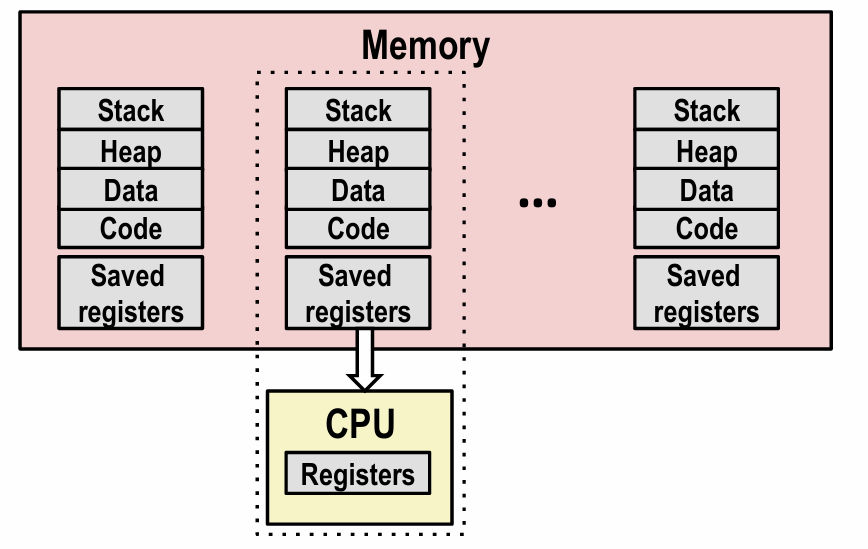 Memory
Stack
Heap
Data
Code
Saved
registers
Stack
Heap
Data
Code
Saved
registers
...
Stack
Heap
Data
Code
Saved
registers
CPU
Registers